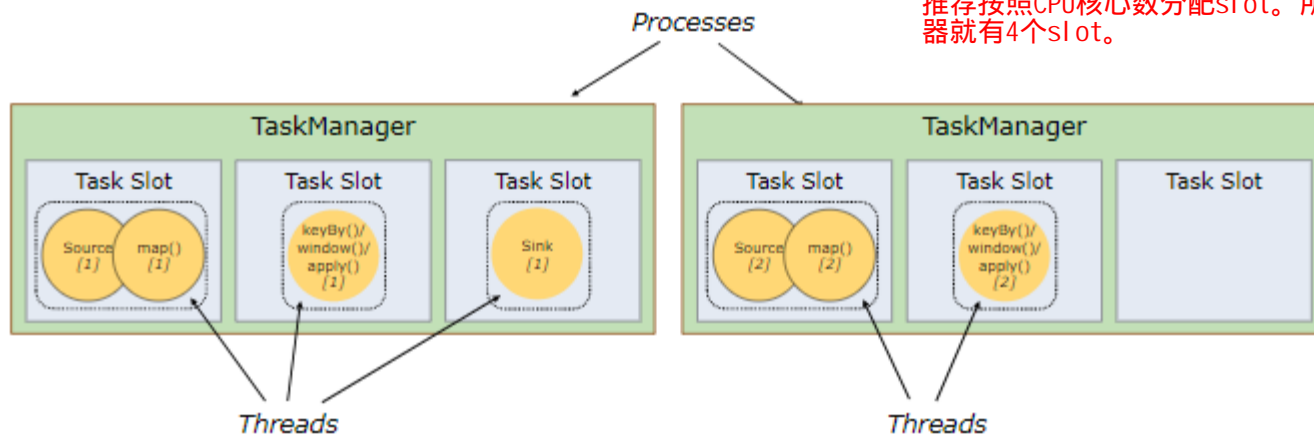 推荐按照CPU核心数分配slot。所
器就有4个slot。
Processes
TaskManager
Task Slot
Source
[1]
map()
[1]
Task Slot
keyBy()/
window()/
apply()
[1]
Task Slot
Sink
[1]
TaskManager
Task Slot
Source
[2]
map()
[2]
Task Slot
keyBy()/
window()/
apply()
[2]
Task Slot
Threads
Threads